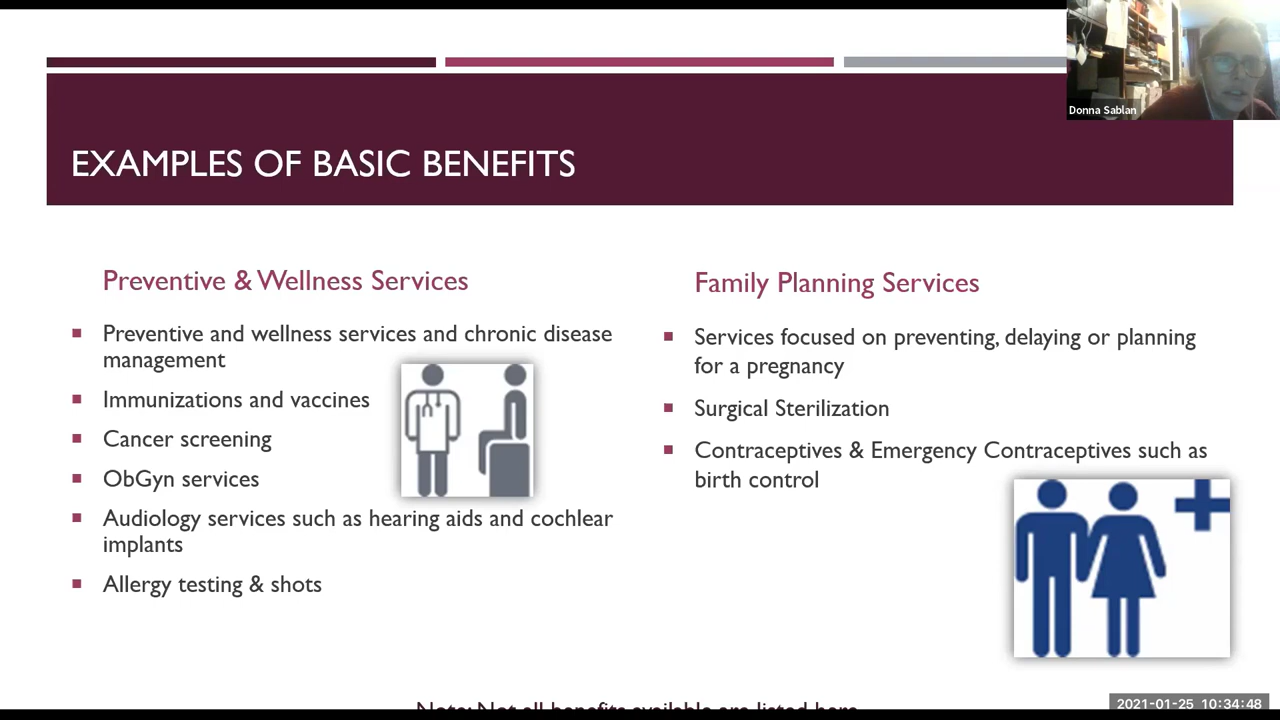 Donna Sablan
EXAMPLES OF BASIC BENEFITS
Preventive & Wellness Services
Preventive and wellness services and chronic disease
management
Immunizations and vaccines
Cancer screening
ObGyn services
Audiology services such as hearing aids and cochlear
implants
Allergy testing & shots
Family Planning Services
Services focused on preventing, delaying or planning
for a pregnancy
Surgical Sterilization
Contraceptives & Emergency Contraceptives such as
birth control
Note: Not all benefits available are listed here
2021-01-25 10:34:48